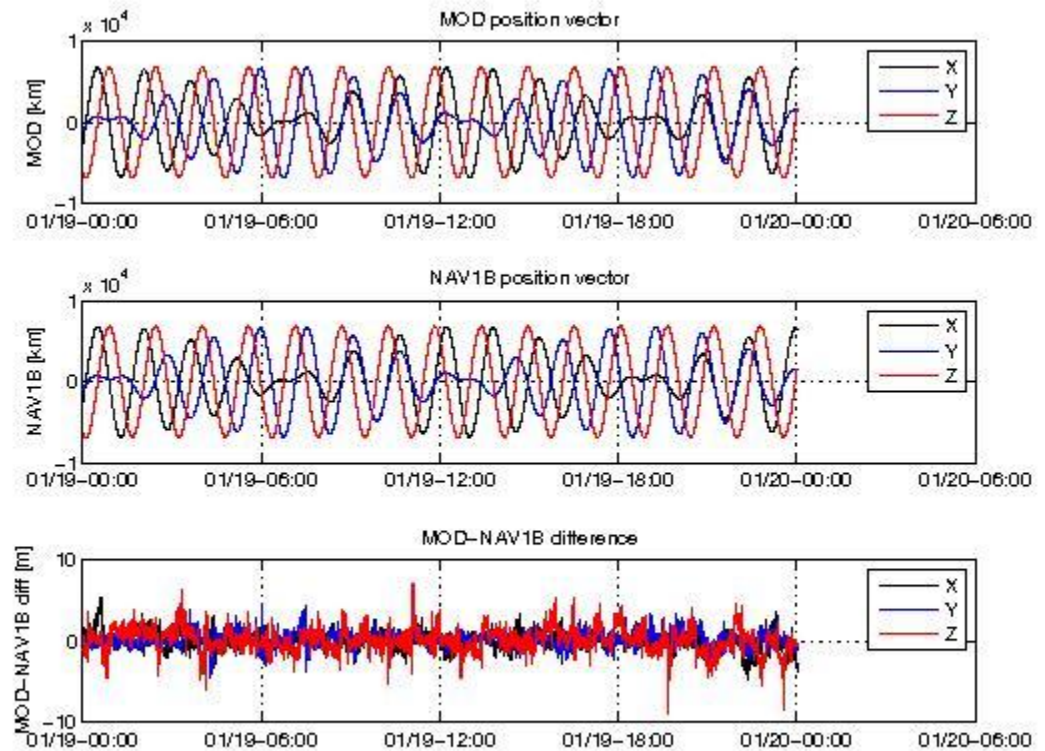 MOD position vector
x 10^4
1
0
-1
MOD [km]
X
Y
Z
01/19-00:00 01/19-06:00 01/19-12:00 01/19-18:00 01/20-00:00 01/20-06:00
NAV1B position vector
x 10^4
1
0
-1
NAV1B [km]
X
Y
Z
01/19-00:00 01/19-06:00 01/19-12:00 01/19-18:00 01/20-00:00 01/20-06:00
MOD-NAV1B difference
10
0
-10
MOD-NAV1B diff [m]
X
Y
Z
01/19-00:00 01/19-06:00 01/19-12:00 01/19-18:00 01/20-00:00 01/20-06:00